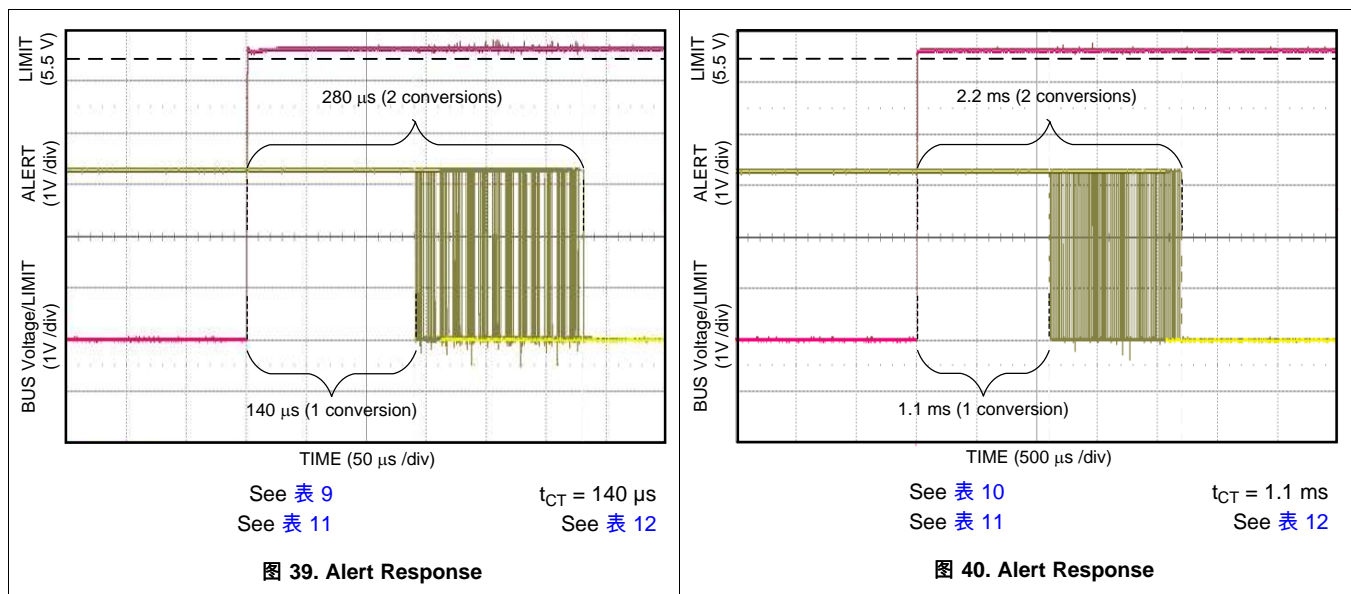 LIMIT
(5.5 V)
ALERT
(1V /div)
BUS Voltage/LIMIT
(1V /div)
280 µs (2 conversions)
140 µs (1 conversion)
TIME (50 µs /div)
See 表 9
tCT = 140 µs
See 表 11
See 表 12
图 39. Alert Response
LIMIT
(5.5 V)
ALERT
(1V /div)
BUS Voltage/LIMIT
(1V /div)
2.2 ms (2 conversions)
1.1 ms (1 conversion)
TIME (500 µs /div)
See 表 10
tCT = 1.1 ms
See 表 11
See 表 12
图 40. Alert Response